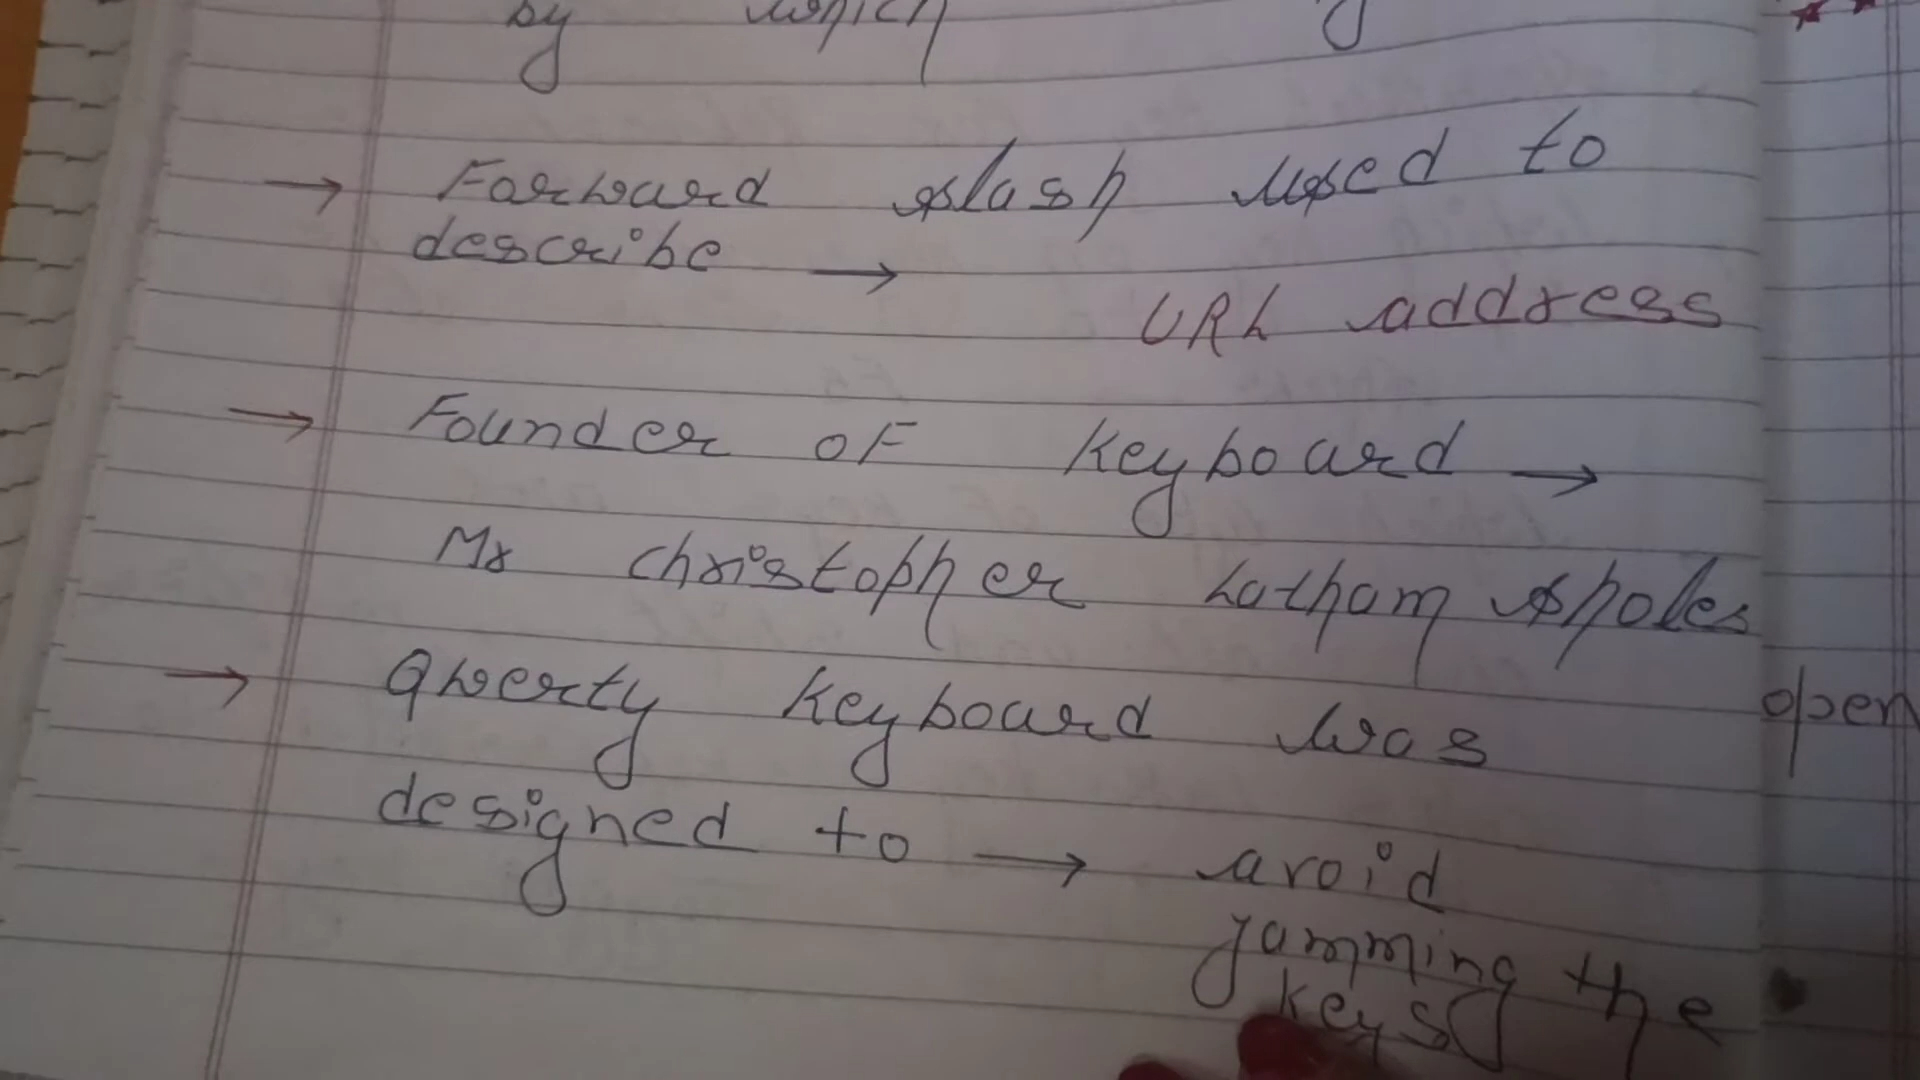 by which
→ Forward slash used to
describe →
URL address
→ Founder of keyboard →
Mr christopher Latham sholes
→ Qwerty keyboard was
open
designed to → avoid
jamming the
keys